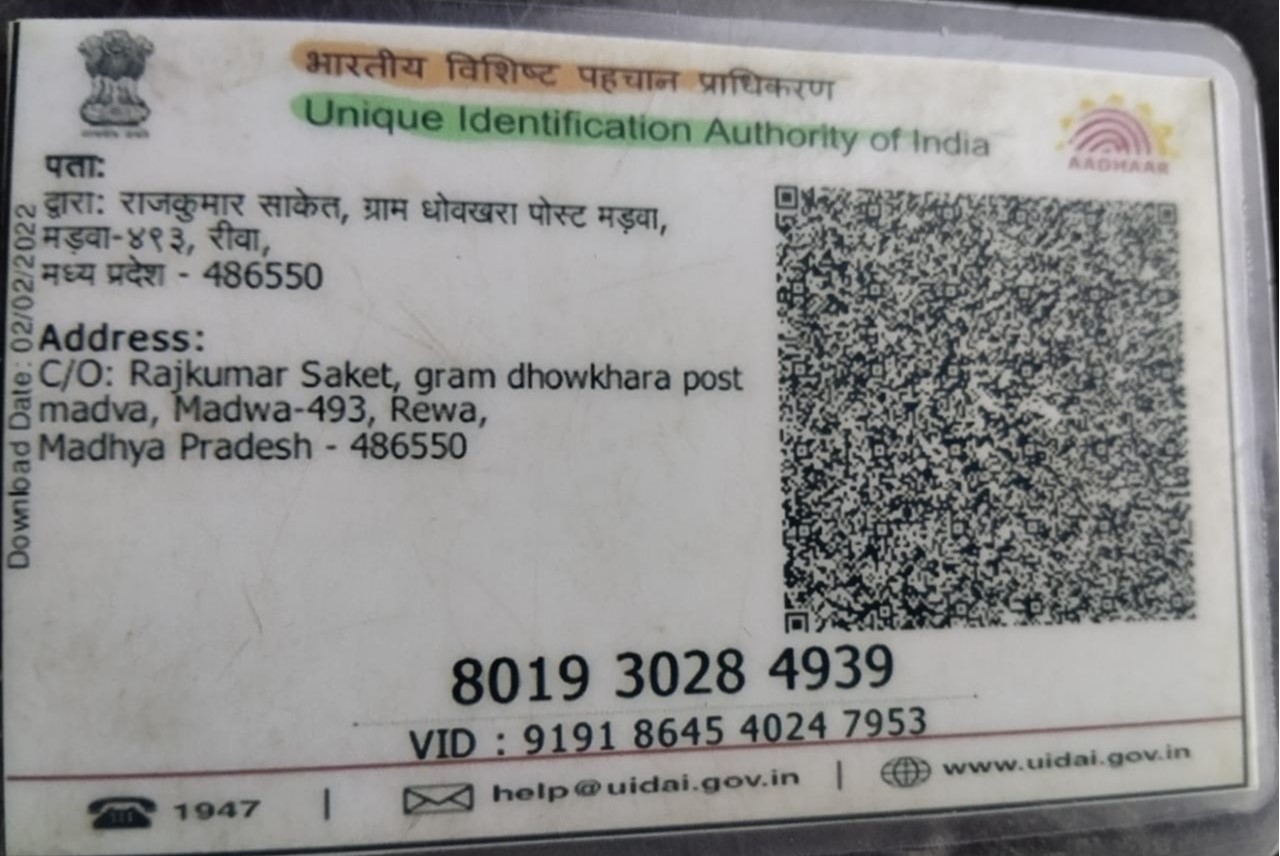 भारतीय विशिष्ट पहचान प्राधिकरण
Unique Identification Authority of India
AADHAAR
पता:
द्वारा: राजकुमार साकेत, ग्राम धोवखरा पोस्ट मड़वा,
मड़वा-४९३, रीवा,
मध्य प्रदेश - 486550
Address:
C/O: Rajkumar Saket, gram dhowkhara post
madva, Madwa-493, Rewa,
Madhya Pradesh - 486550
Download Date: 02/02/2022
8019 3028 4939
VID : 9191 8645 4024 7953
1947 | help@uidai.gov.in | www.uidai.gov.in